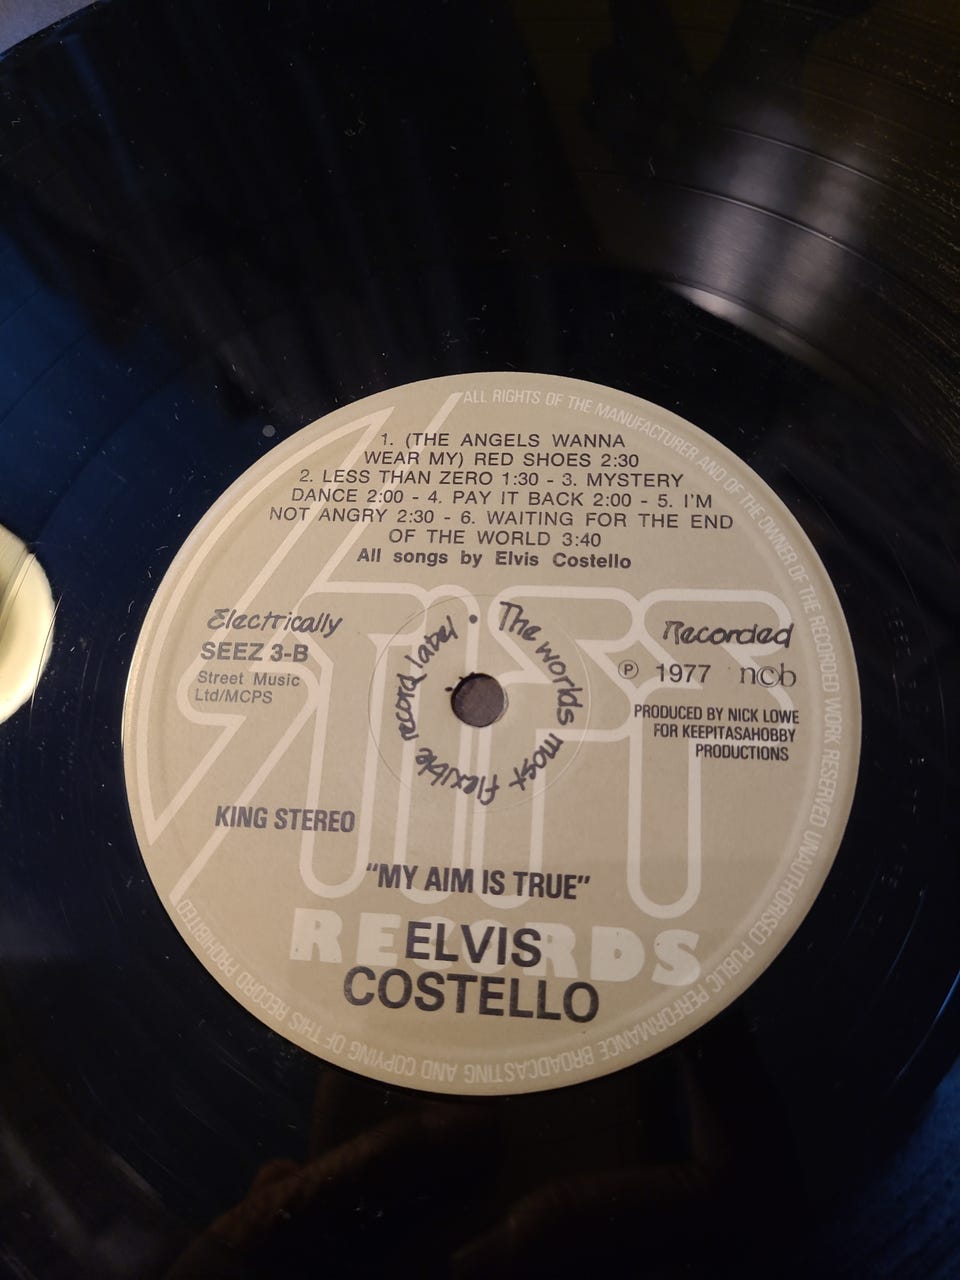 ALL RIGHTS OF THE MANUFACTURER AND OF THE OWNER OF THE RECORDED WORK RESERVED UNAUTHORISED PUBLIC PERFORMANCE BROADCASTING AND COPYING OF THIS RECORD PROHIBITED
1. (THE ANGELS WANNA
WEAR MY) RED SHOES 2:30
2. LESS THAN ZERO 1:30 - 3. MYSTERY
DANCE 2:00 - 4. PAY IT BACK 2:00 - 5. I'M
NOT ANGRY 2:30 - 6. WAITING FOR THE END
OF THE WORLD 3:40
All songs by Elvis Costello
STIFF
RECORDS
Electrically
SEEZ 3-B
Street Music
Ltd/MCPS
The worlds most flexible record label •
Recorded
℗ 1977 ncb
PRODUCED BY NICK LOWE
FOR KEEPITASAHOBBY
PRODUCTIONS
KING STEREO
"MY AIM IS TRUE"
ELVIS
COSTELLO